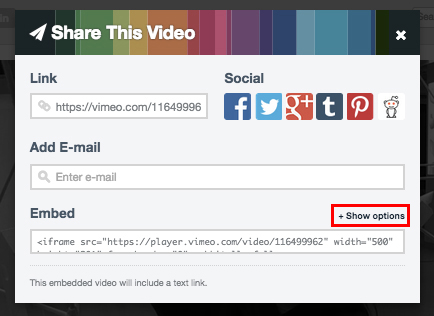 Share This Video
Link
Social
https://vimeo.com/11649996
Add E-mail
Enter e-mail
Embed
+ Show options
<iframe src="https://player.vimeo.com/video/116499962" width="500"
This embedded video will include a text link.